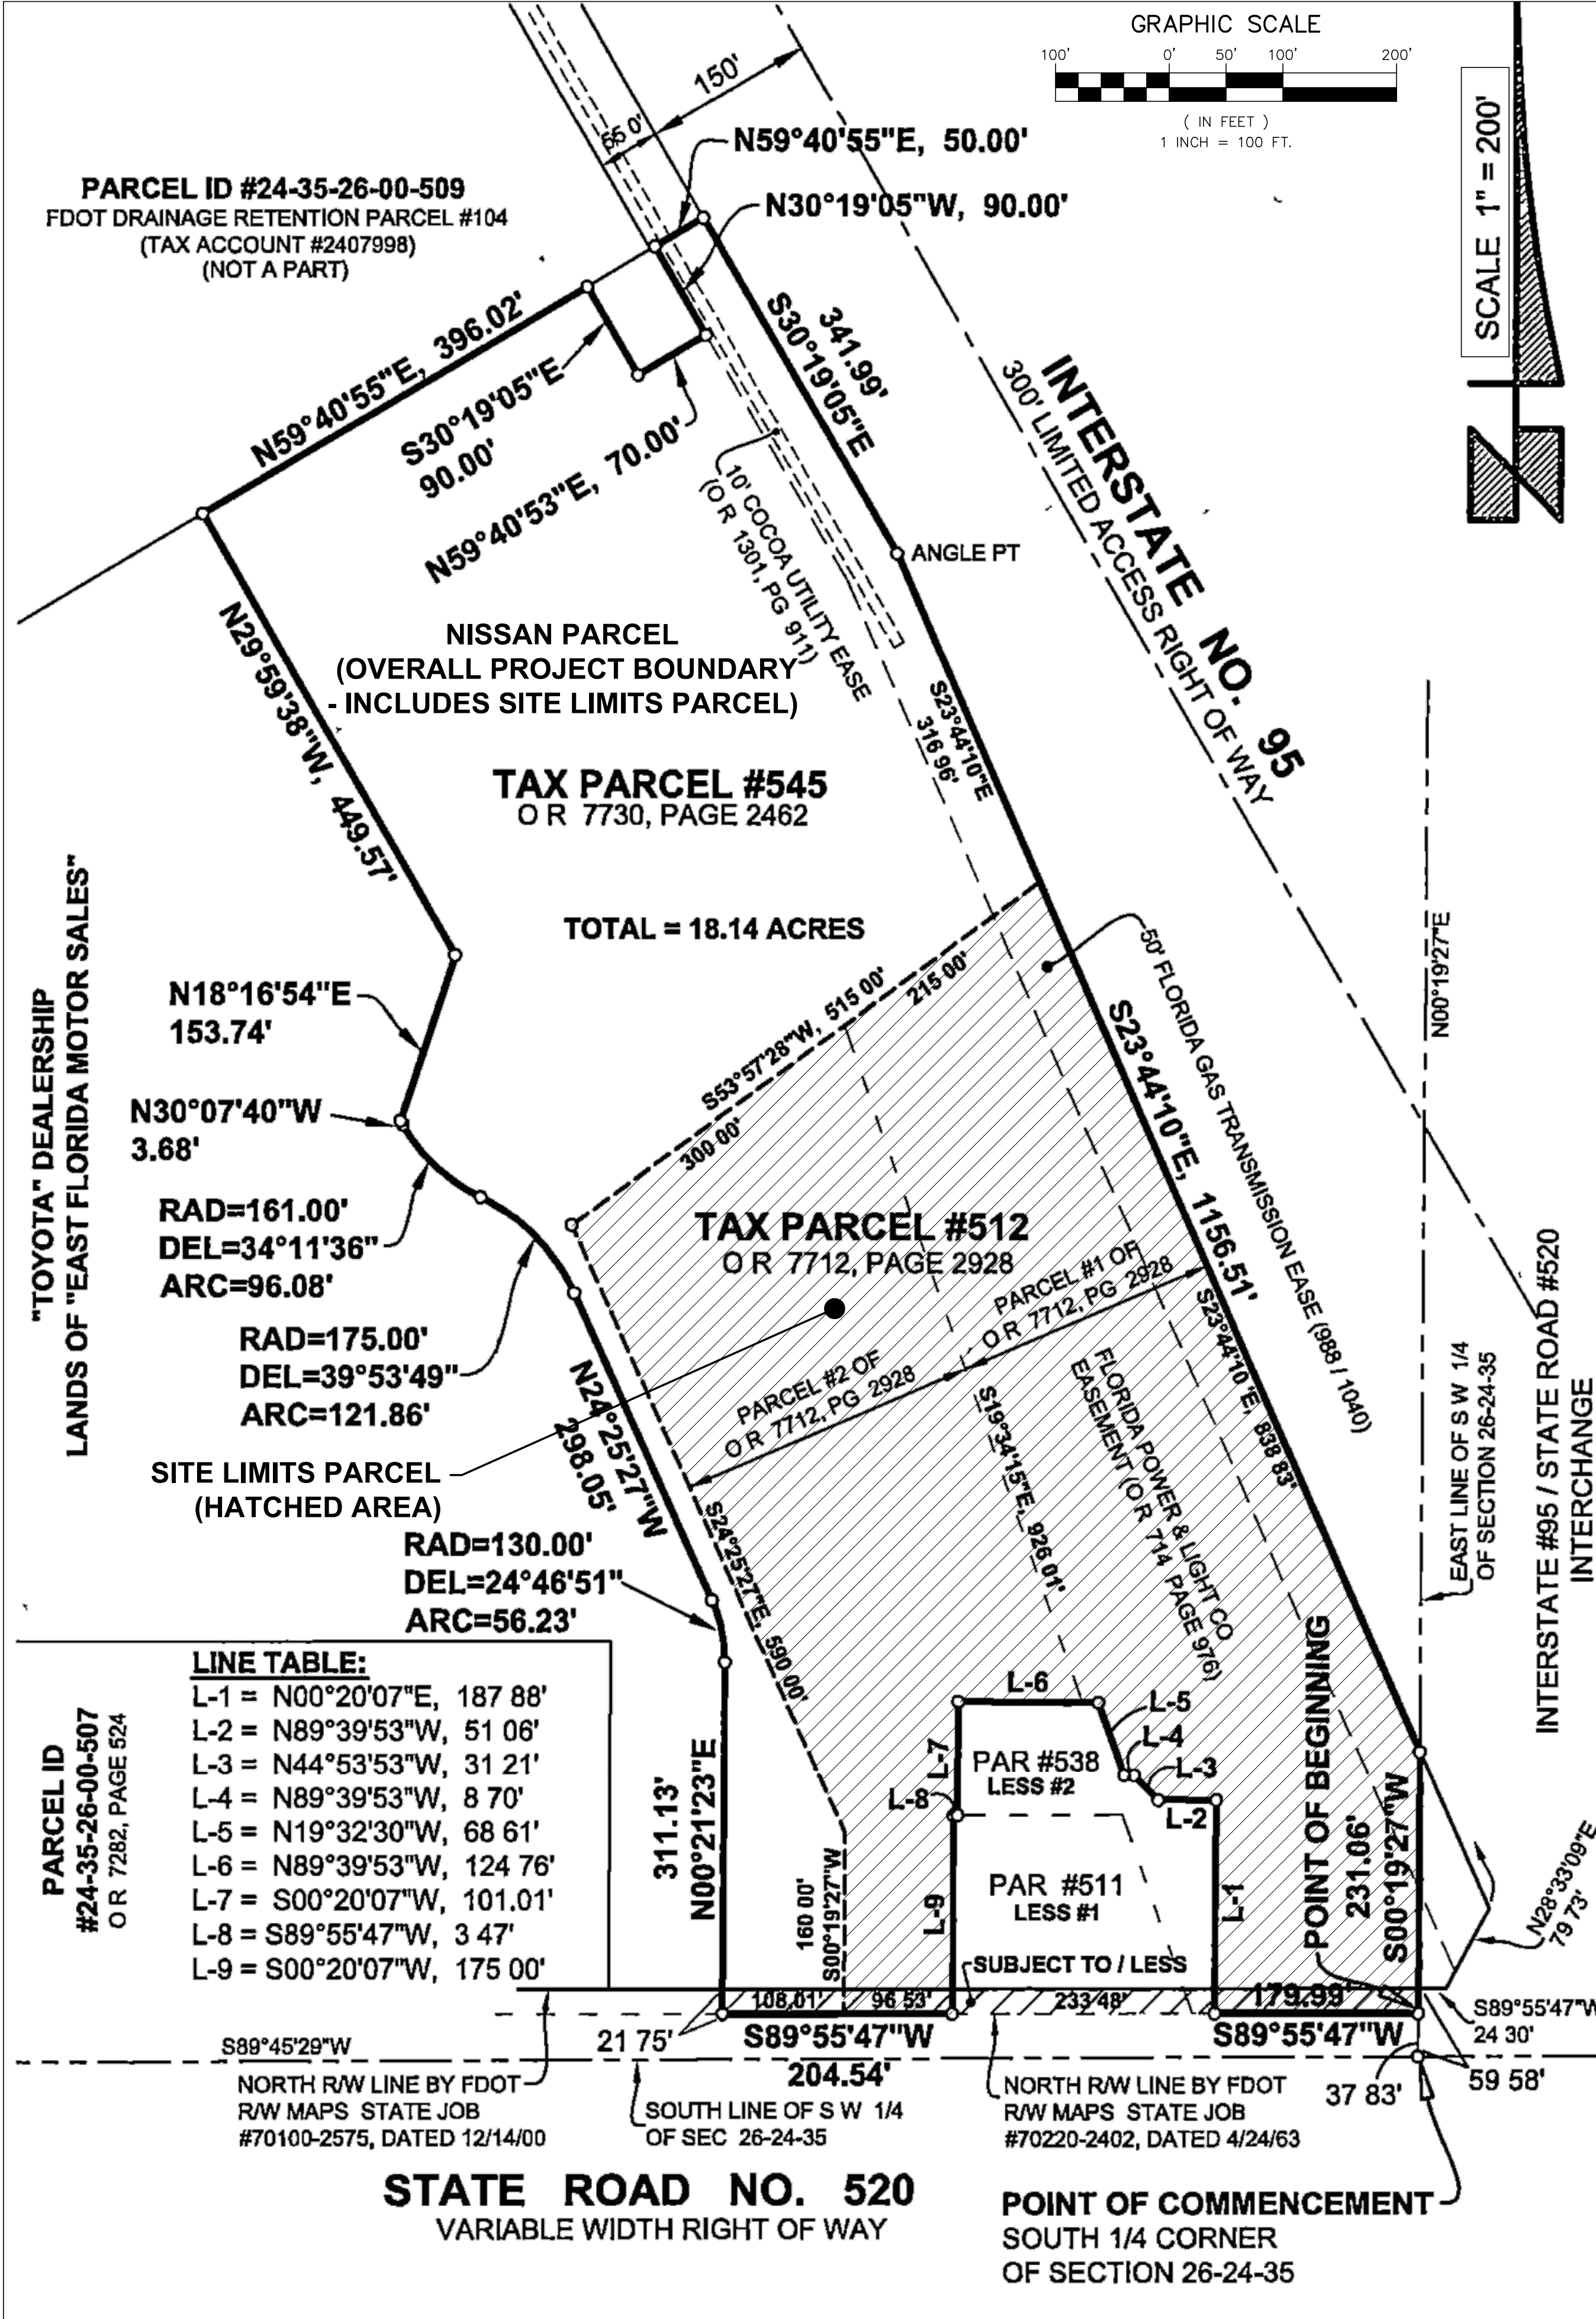 GRAPHIC SCALE
100' 0' 50' 100' 200'
( IN FEET )
1 INCH = 100 FT.
SCALE 1" = 200'
N
150'
N59°40'55"E, 50.00'
N30°19'05"W, 90.00'
PARCEL ID #24-35-26-00-509
FDOT DRAINAGE RETENTION PARCEL #104
(TAX ACCOUNT #2407998)
(NOT A PART)
N59°40'55"E, 396.02'
S30°19'05"E
90.00'
N59°40'53"E, 70.00'
341.99'
S30°19'05"E
ANGLE PT
10' COCOA UTILITY EASE
(O R 1301, PG 911)
INTERSTATE NO. 95
300' LIMITED ACCESS RIGHT OF WAY
NISSAN PARCEL
(OVERALL PROJECT BOUNDARY
- INCLUDES SITE LIMITS PARCEL)
N29°59'38"W, 449.57'
S23°44'10"E
316 96'
TAX PARCEL #545
O R 7730, PAGE 2462
TOTAL = 18.14 ACRES
"TOYOTA" DEALERSHIP
LANDS OF "EAST FLORIDA MOTOR SALES"
N00°19'27"E
N18°16'54"E
153.74'
N30°07'40"W
3.68'
S53°57'28"W, 515 00'
215 00'
300 00'
50' FLORIDA GAS TRANSMISSION EASE (988 / 1040)
S23°44'10"E, 1156.51'
RAD=161.00'
DEL=34°11'36"
ARC=96.08'
TAX PARCEL #512
O R 7712, PAGE 2928
PARCEL #1 OF
O R 7712, PG 2928
RAD=175.00'
DEL=39°53'49"
ARC=121.86'
PARCEL #2 OF
O R 7712, PG 2928
S23°44'10"E, 838 83'
FLORIDA POWER & LIGHT CO
EASEMENT (O R 714 PAGE 976)
S19°34'15"E, 926 01'
N24°25'27"W
298.05'
SITE LIMITS PARCEL
(HATCHED AREA)
S24°25'27"E, 590 00'
RAD=130.00'
DEL=24°46'51"
ARC=56.23'
EAST LINE OF S W 1/4
OF SECTION 26-24-35
INTERSTATE #95 / STATE ROAD #520
INTERCHANGE
LINE TABLE:
L-1 = N00°20'07"E, 187 88'
L-2 = N89°39'53"W, 51 06'
L-3 = N44°53'53"W, 31 21'
L-4 = N89°39'53"W, 8 70'
L-5 = N19°32'30"W, 68 61'
L-6 = N89°39'53"W, 124 76'
L-7 = S00°20'07"W, 101.01'
L-8 = S89°55'47"W, 3 47'
L-9 = S00°20'07"W, 175 00'
PARCEL ID
#24-35-26-00-507
O R 7282, PAGE 524
311.13'
N00°21'23"E
160 00'
S00°19'27"W
L-6
L-5
L-4
L-3
L-2
L-7
L-8
L-9
L-1
PAR #538
LESS #2
PAR #511
LESS #1
SUBJECT TO / LESS
POINT OF BEGINNING
231.06'
S00°19'27"W
N28°33'09"E
79 73'
108.01' 96 53' 233 48' 179.99'
S89°55'47"W
24 30'
21 75'
S89°55'47"W
204.54'
S89°55'47"W
S89°45'29"W
37 83'
59 58'
NORTH R/W LINE BY FDOT
R/W MAPS STATE JOB
#70100-2575, DATED 12/14/00
SOUTH LINE OF S W 1/4
OF SEC 26-24-35
NORTH R/W LINE BY FDOT
R/W MAPS STATE JOB
#70220-2402, DATED 4/24/63
STATE ROAD NO. 520
VARIABLE WIDTH RIGHT OF WAY
POINT OF COMMENCEMENT
SOUTH 1/4 CORNER
OF SECTION 26-24-35